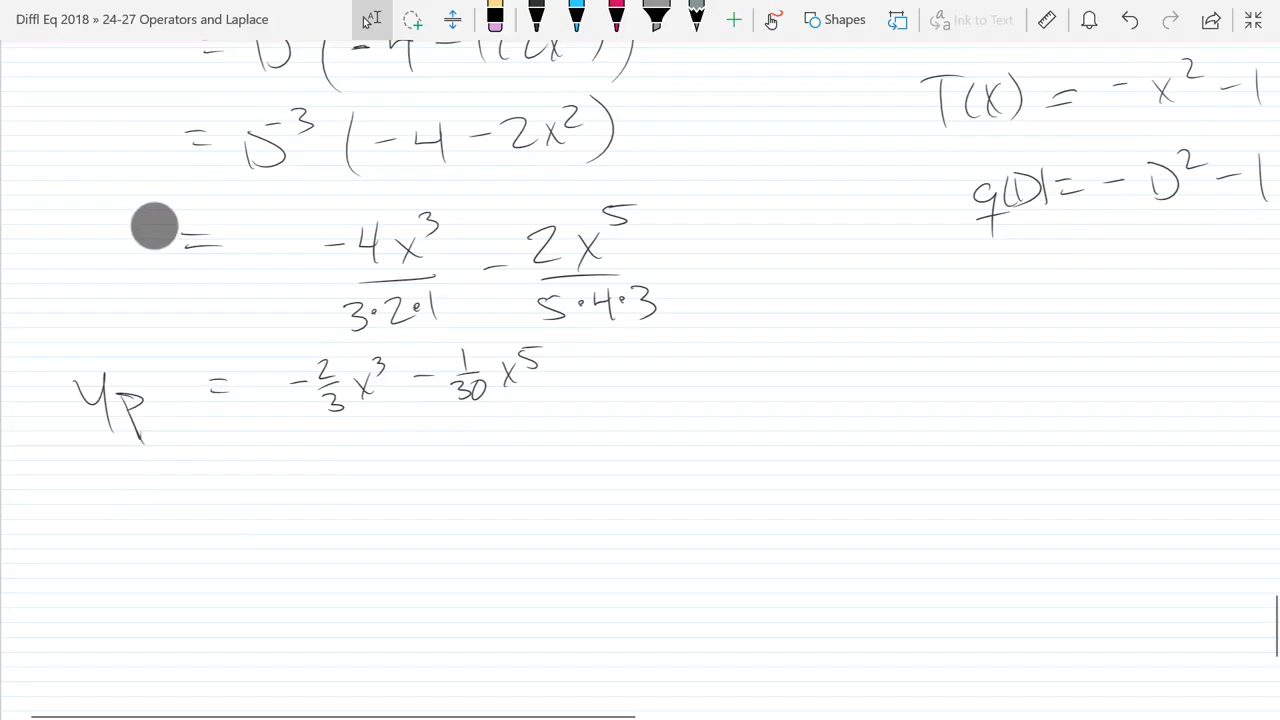 Diffl Eq 2018 » 24-27 Operators and Laplace
Shapes
Ink to Text
T(x) = -x² - 1
= D⁻³ (-4 - 2x²)
q(D) = -D² - 1
= -4x³/3·2·1 - 2x⁵/5·4·3
yp = -2/3 x³ - 1/30 x⁵